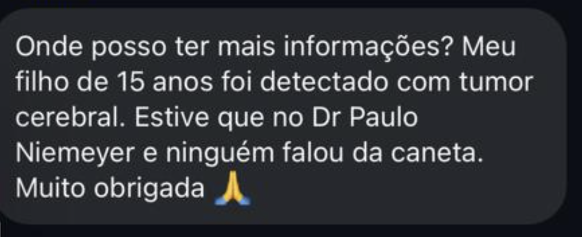 Onde posso ter mais informações? Meu
filho de 15 anos foi detectado com tumor
cerebral. Estive que no Dr Paulo
Niemeyer e ninguém falou da caneta.
Muito obrigada 🙏